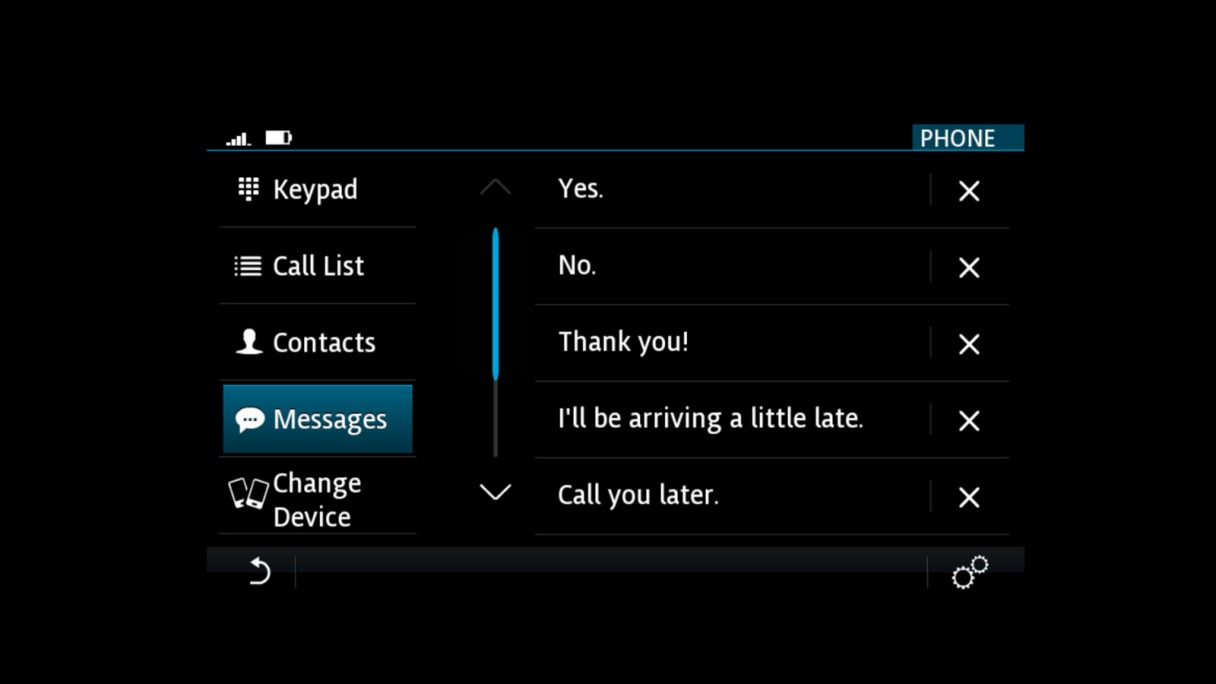 PHONE
Keypad
Call List
Contacts
Messages
Change
Device
Yes.
No.
Thank you!
I'll be arriving a little late.
Call you later.